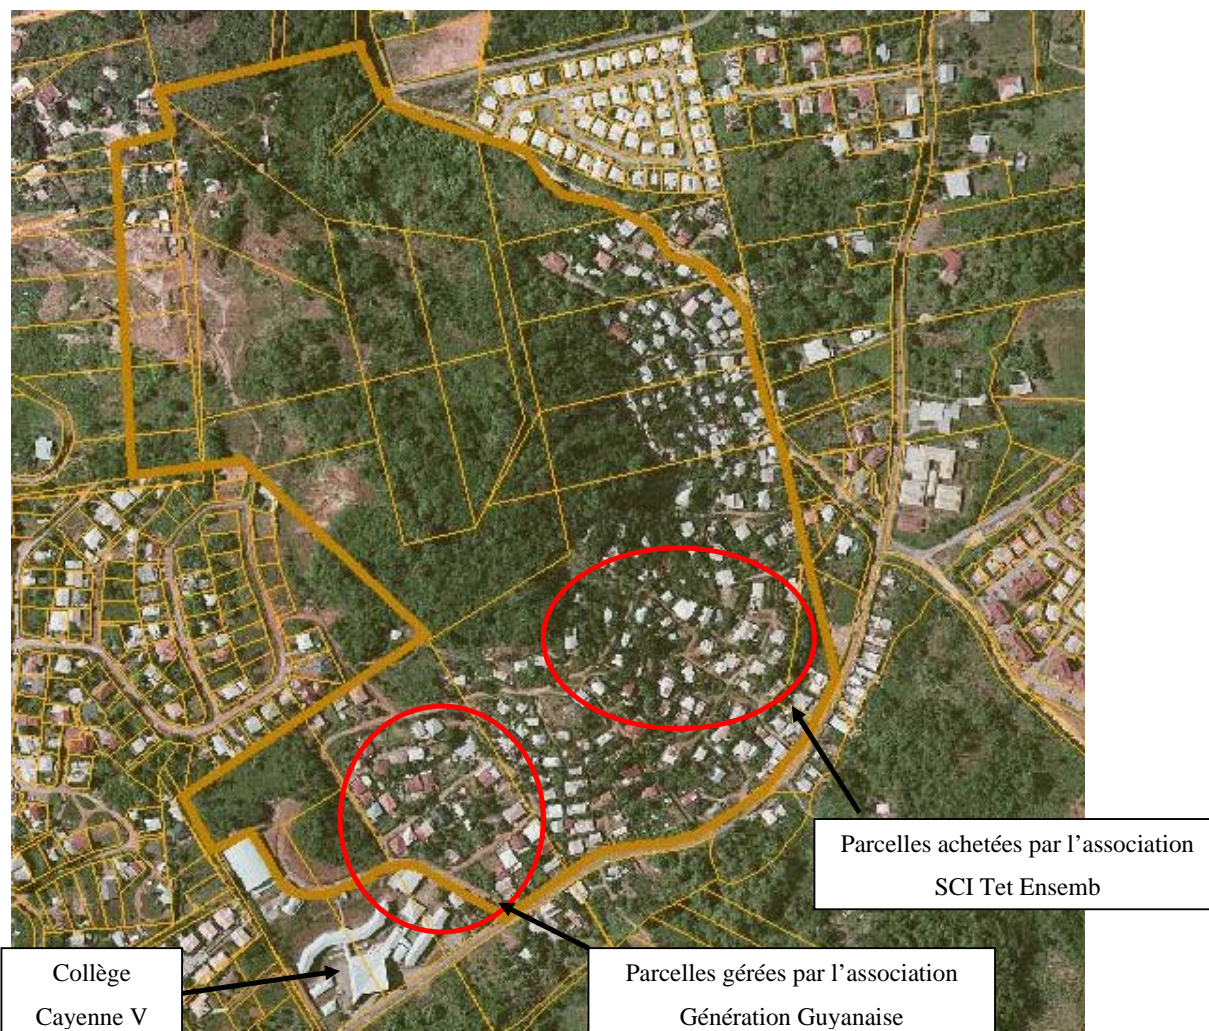 Parcelles achetées par l’association
SCI Tet Ensemb
Collège
Cayenne V
Parcelles gérées par l’association
Génération Guyanaise